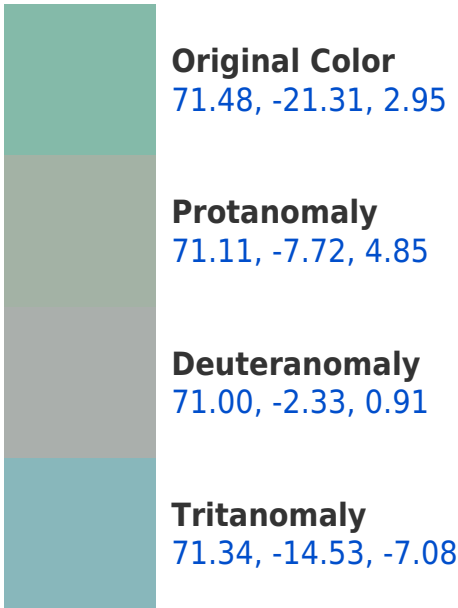 Original Color
71.48, -21.31, 2.95
Protanomaly
71.11, -7.72, 4.85
Deuteranomaly
71.00, -2.33, 0.91
Tritanomaly
71.34, -14.53, -7.08